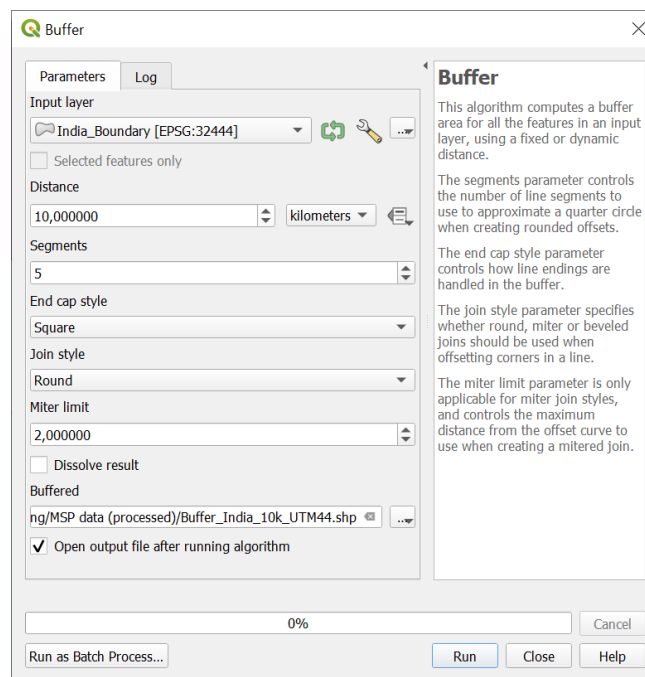 Buffer
Parameters
Log
Input layer
India_Boundary [EPSG:32444]
Selected features only
Distance
10,000000
kilometers
Segments
5
End cap style
Square
Join style
Round
Miter limit
2,000000
Dissolve result
Buffered
ng/MSP data (processed)/Buffer_India_10k_UTM44.shp
Open output file after running algorithm
Buffer
This algorithm computes a buffer
area for all the features in an input
layer, using a fixed or dynamic
distance.
The segments parameter controls
the number of line segments to
use to approximate a quarter circle
when creating rounded offsets.
The end cap style parameter
controls how line endings are
handled in the buffer.
The join style parameter specifies
whether round, miter or beveled
joins should be used when
offsetting corners in a line.
The miter limit parameter is only
applicable for miter join styles,
and controls the maximum
distance from the offset curve to
use when creating a mitered join.
0%
Cancel
Run as Batch Process...
Run
Close
Help